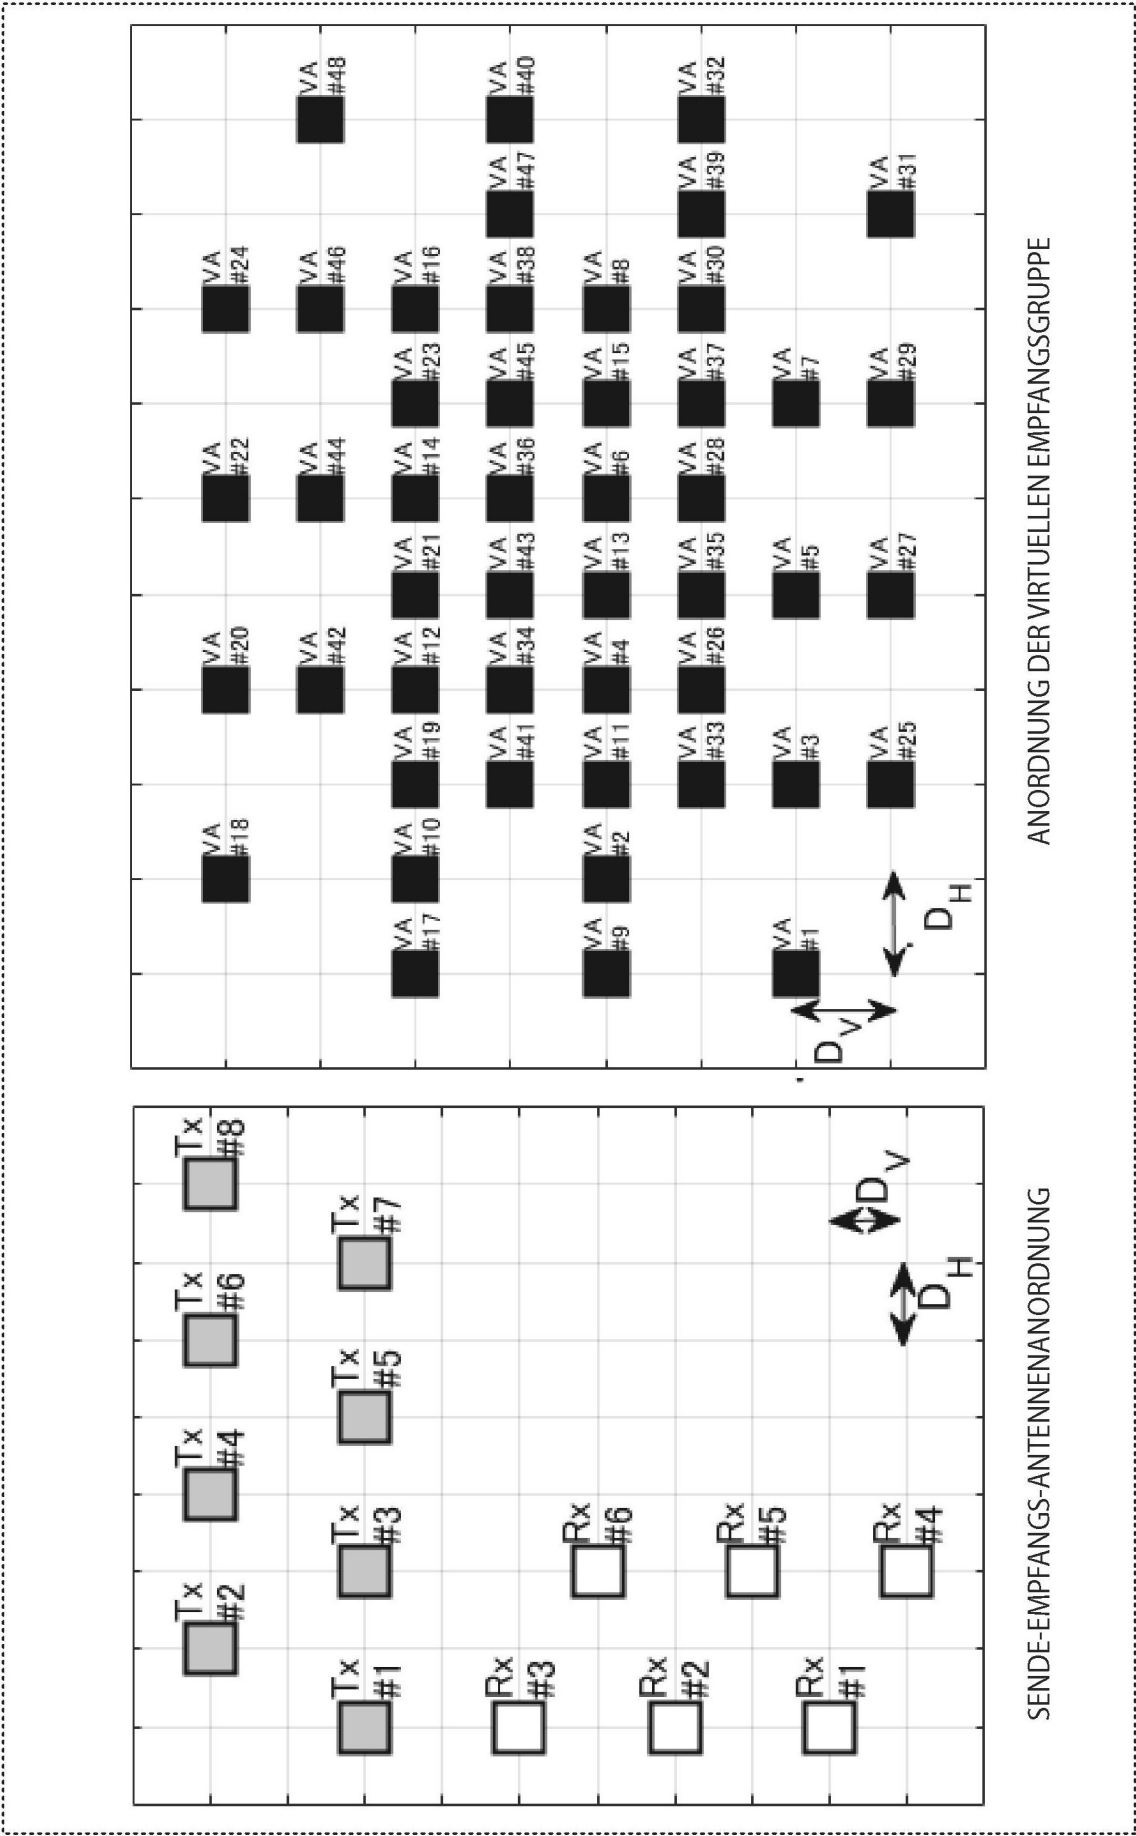 Tx
#2
Tx
#4
Tx
#6
Tx
#8
Tx
#1
Tx
#3
Tx
#5
Tx
#7
Rx
#3
Rx
#6
Rx
#2
Rx
#5
Rx
#1
Rx
#4
DV
DH
SENDE-EMPFANGS-ANTENNENANORDNUNG
VA
#18
VA
#20
VA
#22
VA
#24
VA
#42
VA
#44
VA
#46
VA
#48
VA
#17
VA
#10
VA
#19
VA
#12
VA
#21
VA
#14
VA
#23
VA
#16
VA
#41
VA
#34
VA
#43
VA
#36
VA
#45
VA
#38
VA
#47
VA
#40
VA
#9
VA
#2
VA
#11
VA
#4
VA
#13
VA
#6
VA
#15
VA
#8
VA
#33
VA
#26
VA
#35
VA
#28
VA
#37
VA
#30
VA
#39
VA
#32
VA
#1
VA
#3
VA
#5
VA
#7
VA
#25
VA
#27
VA
#29
VA
#31
DV
DH
ANORDNUNG DER VIRTUELLEN EMPFANGSGRUPPE